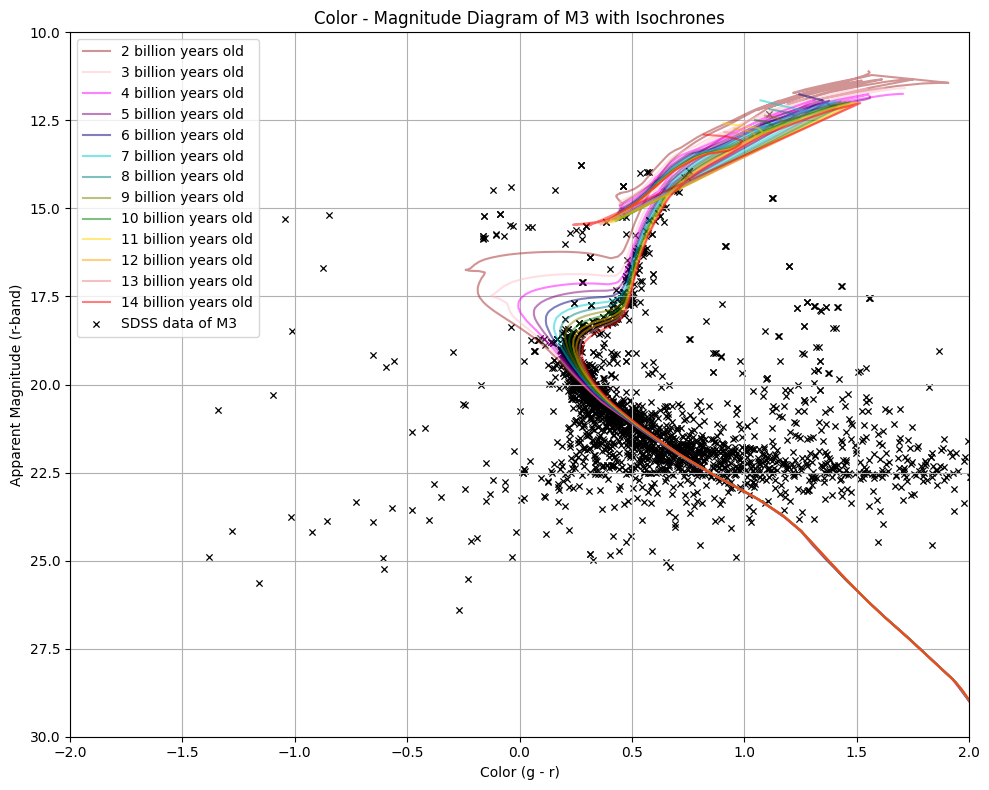 Color - Magnitude Diagram of M3 with Isochrones
10.0
12.5
15.0
17.5
20.0
22.5
25.0
27.5
30.0
Apparent Magnitude (r-band)
2 billion years old
3 billion years old
4 billion years old
5 billion years old
6 billion years old
7 billion years old
8 billion years old
9 billion years old
10 billion years old
11 billion years old
12 billion years old
13 billion years old
14 billion years old
SDSS data of M3
−2.0 −1.5 −1.0 −0.5 0.0 0.5 1.0 1.5 2.0
Color (g - r)